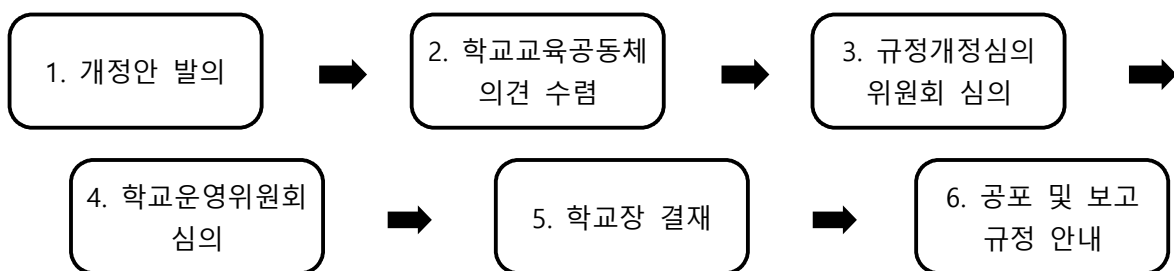 1. 개정안 발의
2. 학교교육공동체
의견 수렴
3. 규정개정심의
위원회 심의
4. 학교운영위원회
심의
5. 학교장 결재
6. 공포 및 보고
규정 안내